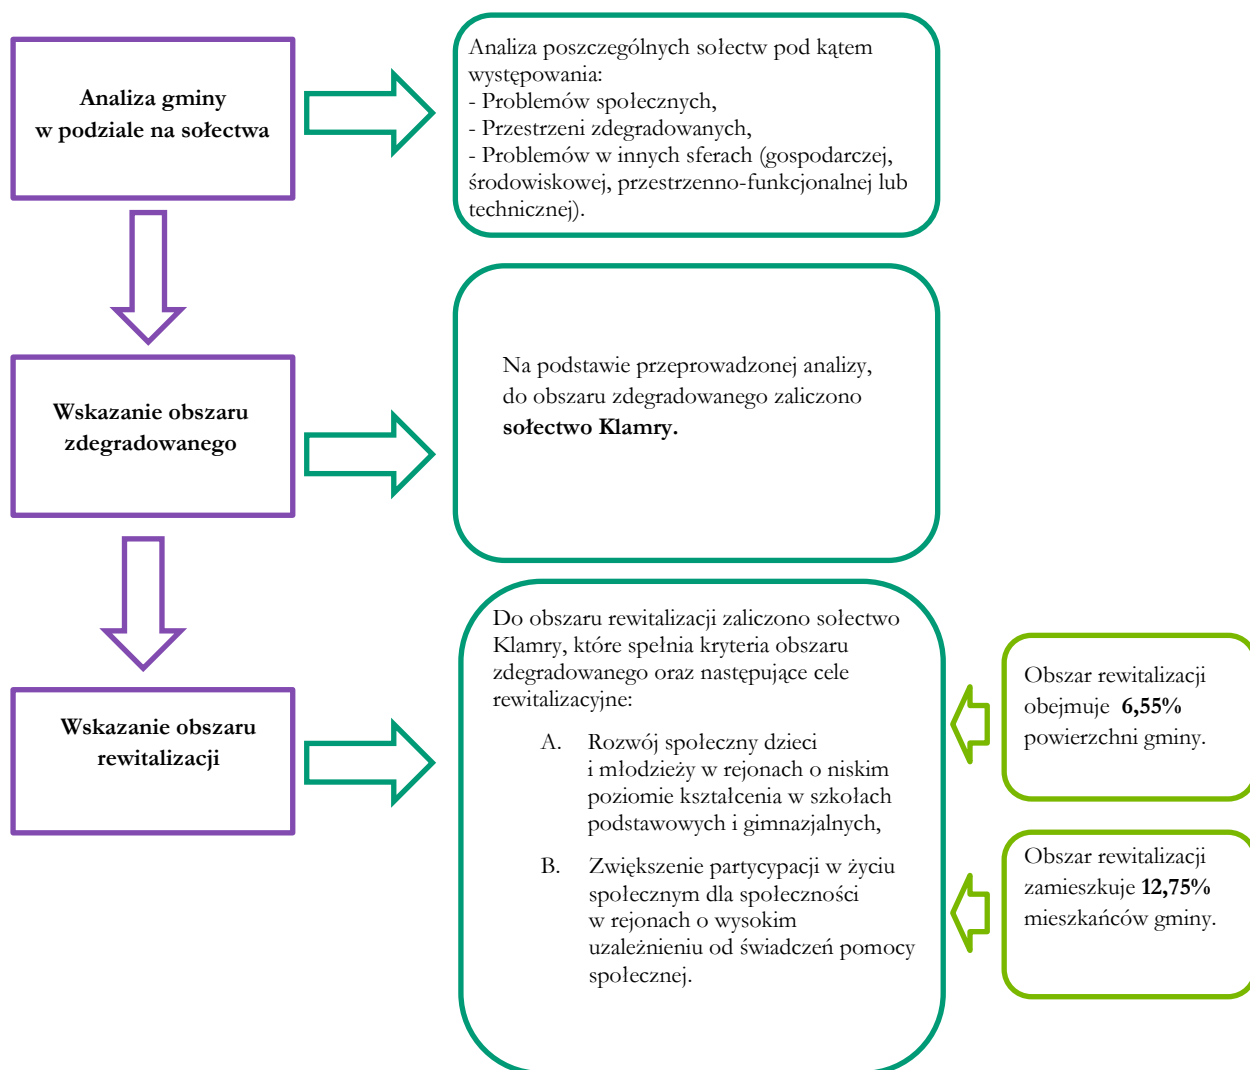 Analiza gminy
w podziale na sołectwa
Analiza poszczególnych sołectw pod kątem
występowania:
- Problemów społecznych,
- Przestrzeni zdegradowanych,
- Problemów w innych sferach (gospodarczej,
środowiskowej, przestrzenno-funkcjonalnej lub
technicznej).
Wskazanie obszaru
zdegradowanego
Na podstawie przeprowadzonej analizy,
do obszaru zdegradowanego zaliczono
sołectwo Klamry.
Wskazanie obszaru
rewitalizacji
Do obszaru rewitalizacji zaliczono sołectwo
Klamry, które spełnia kryteria obszaru
zdegradowanego oraz następujące cele
rewitalizacyjne:
A. Rozwój społeczny dzieci
i młodzieży w rejonach o niskim
poziomie kształcenia w szkołach
podstawowych i gimnazjalnych,
B. Zwiększenie partycypacji w życiu
społecznym dla społeczności
w rejonach o wysokim
uzależnieniu od świadczeń pomocy
społecznej.
Obszar rewitalizacji
obejmuje 6,55%
powierzchni gminy.
Obszar rewitalizacji
zamieszkuje 12,75%
mieszkańców gminy.